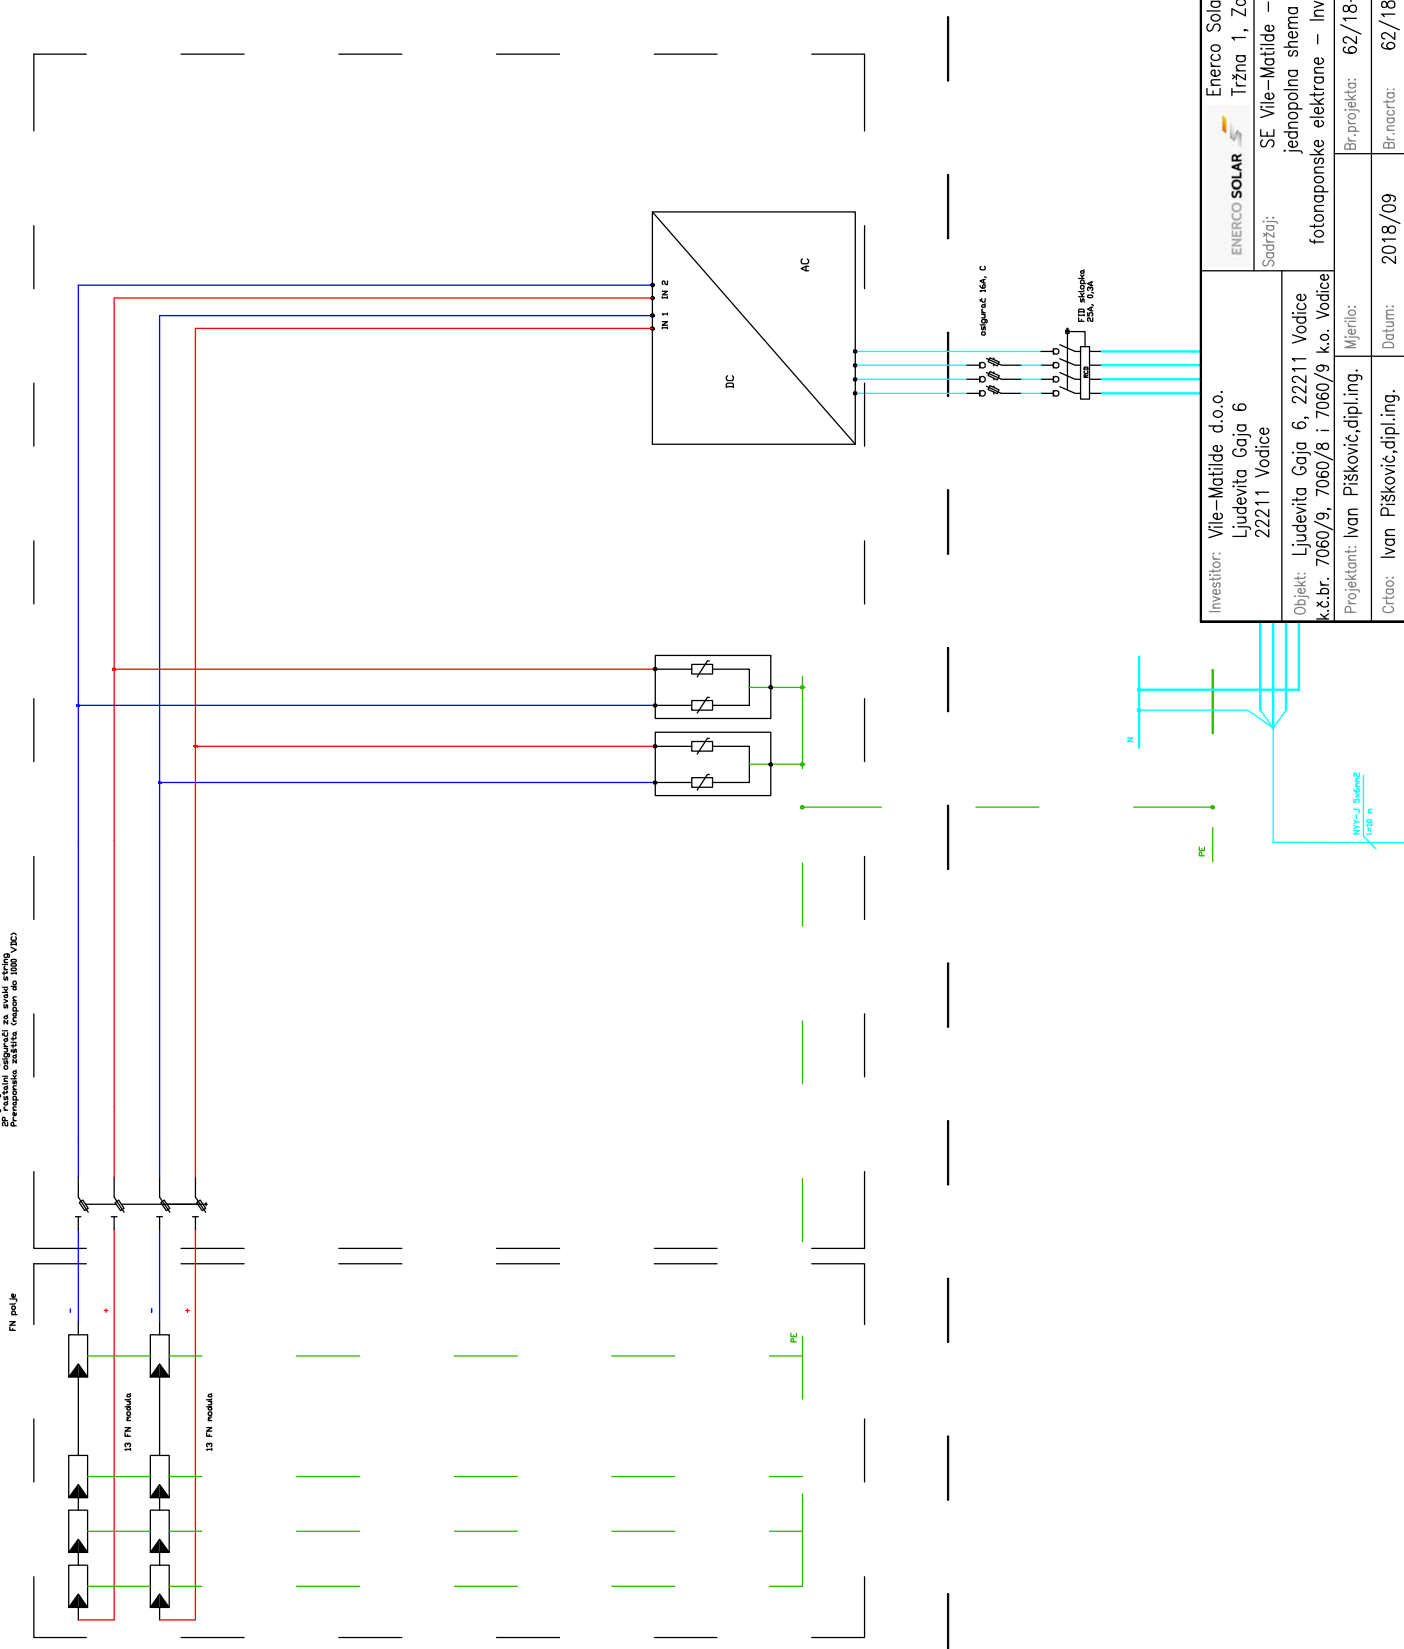 2P rastalni osigurači za svaki string
Prenaponska zaštita (napon do 1000 VDC)
FN polje
-
+
-
+
13 FN modula
13 FN modula
PE
IN 2
IN 1
DC
AC
osigurač 16A, C
FID sklopka
25A, 0,3A
RCD
N
PE
NYY-J 5x6mm2
l=10 m
Investitor: Vile-Matilde d.o.o.
Ljudevita Gaja 6
22211 Vodice
Objekt: Ljudevita Gaja 6, 22211 Vodice
k.č.br. 7060/9, 7060/8 i 7060/9 k.o. Vodice
Projektant: Ivan Pišković,dipl.ing.
Crtao: Ivan Pišković,dipl.ing.
ENERCO SOLAR
Enerco Sola
Tržna 1, Za
Sadržaj: SE Vile-Matilde -
jednopolna shema
fotonaponske elektrane - Inv
Mjerilo:
Br.projekta: 62/18-
Datum: 2018/09
Br.nacrta: 62/18